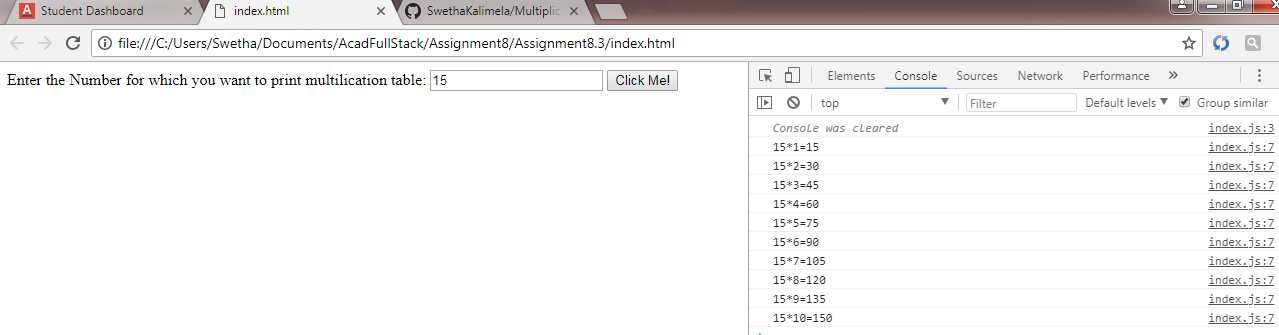 Student Dashboard
index.html
SwethaKalimela/Multiplic
file:///C:/Users/Swetha/Documents/AcadFullStack/Assignment8/Assignment8.3/index.html
Enter the Number for which you want to print multilication table: 15 Click Me!
Elements Console Sources Network Performance »
top Filter Default levels ▼ Group similar
Console was cleared index.js:3
15*1=15 index.js:7
15*2=30 index.js:7
15*3=45 index.js:7
15*4=60 index.js:7
15*5=75 index.js:7
15*6=90 index.js:7
15*7=105 index.js:7
15*8=120 index.js:7
15*9=135 index.js:7
15*10=150 index.js:7